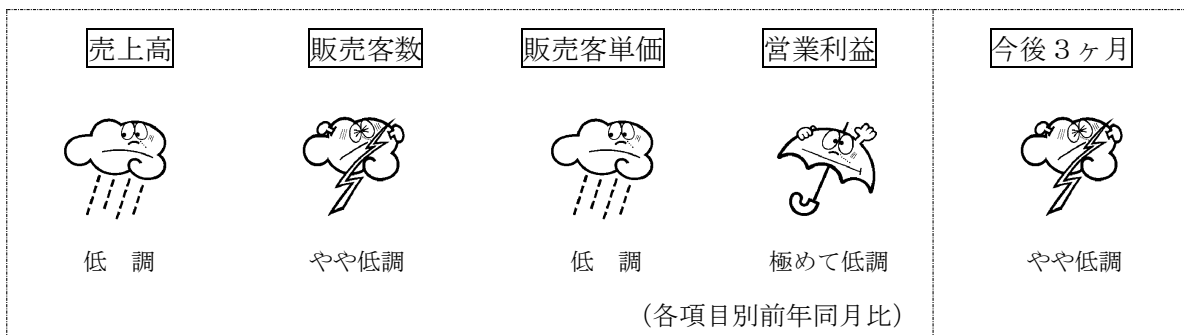 売上高 販売客数 販売客単価 営業利益 今後３ヶ月
低　調 やや低調 低　調 極めて低調 やや低調
（各項目別前年同月比）